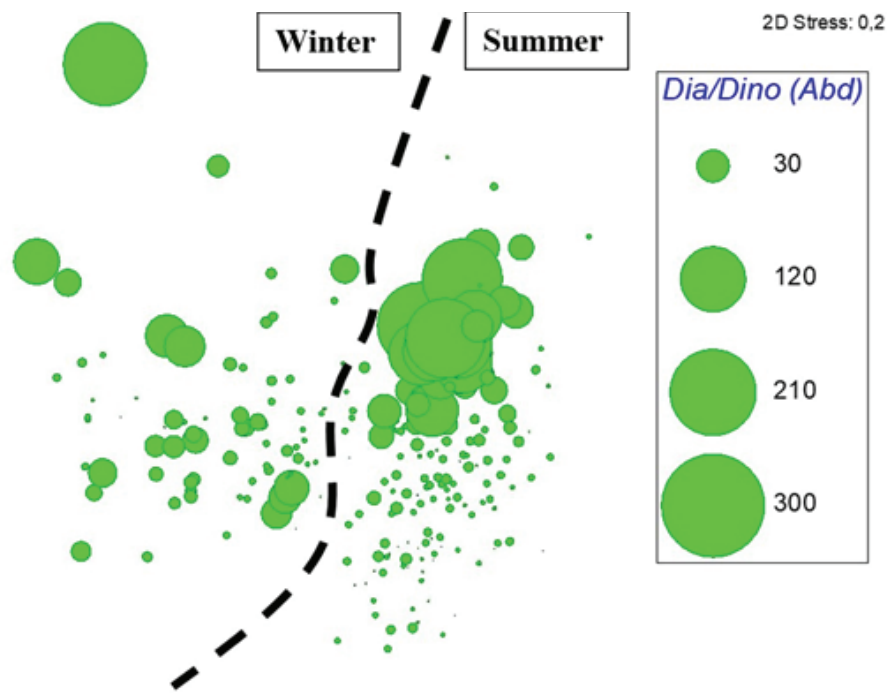 Winter
Summer
2D Stress: 0,2
Dia/Dino (Abd)
30
120
210
300